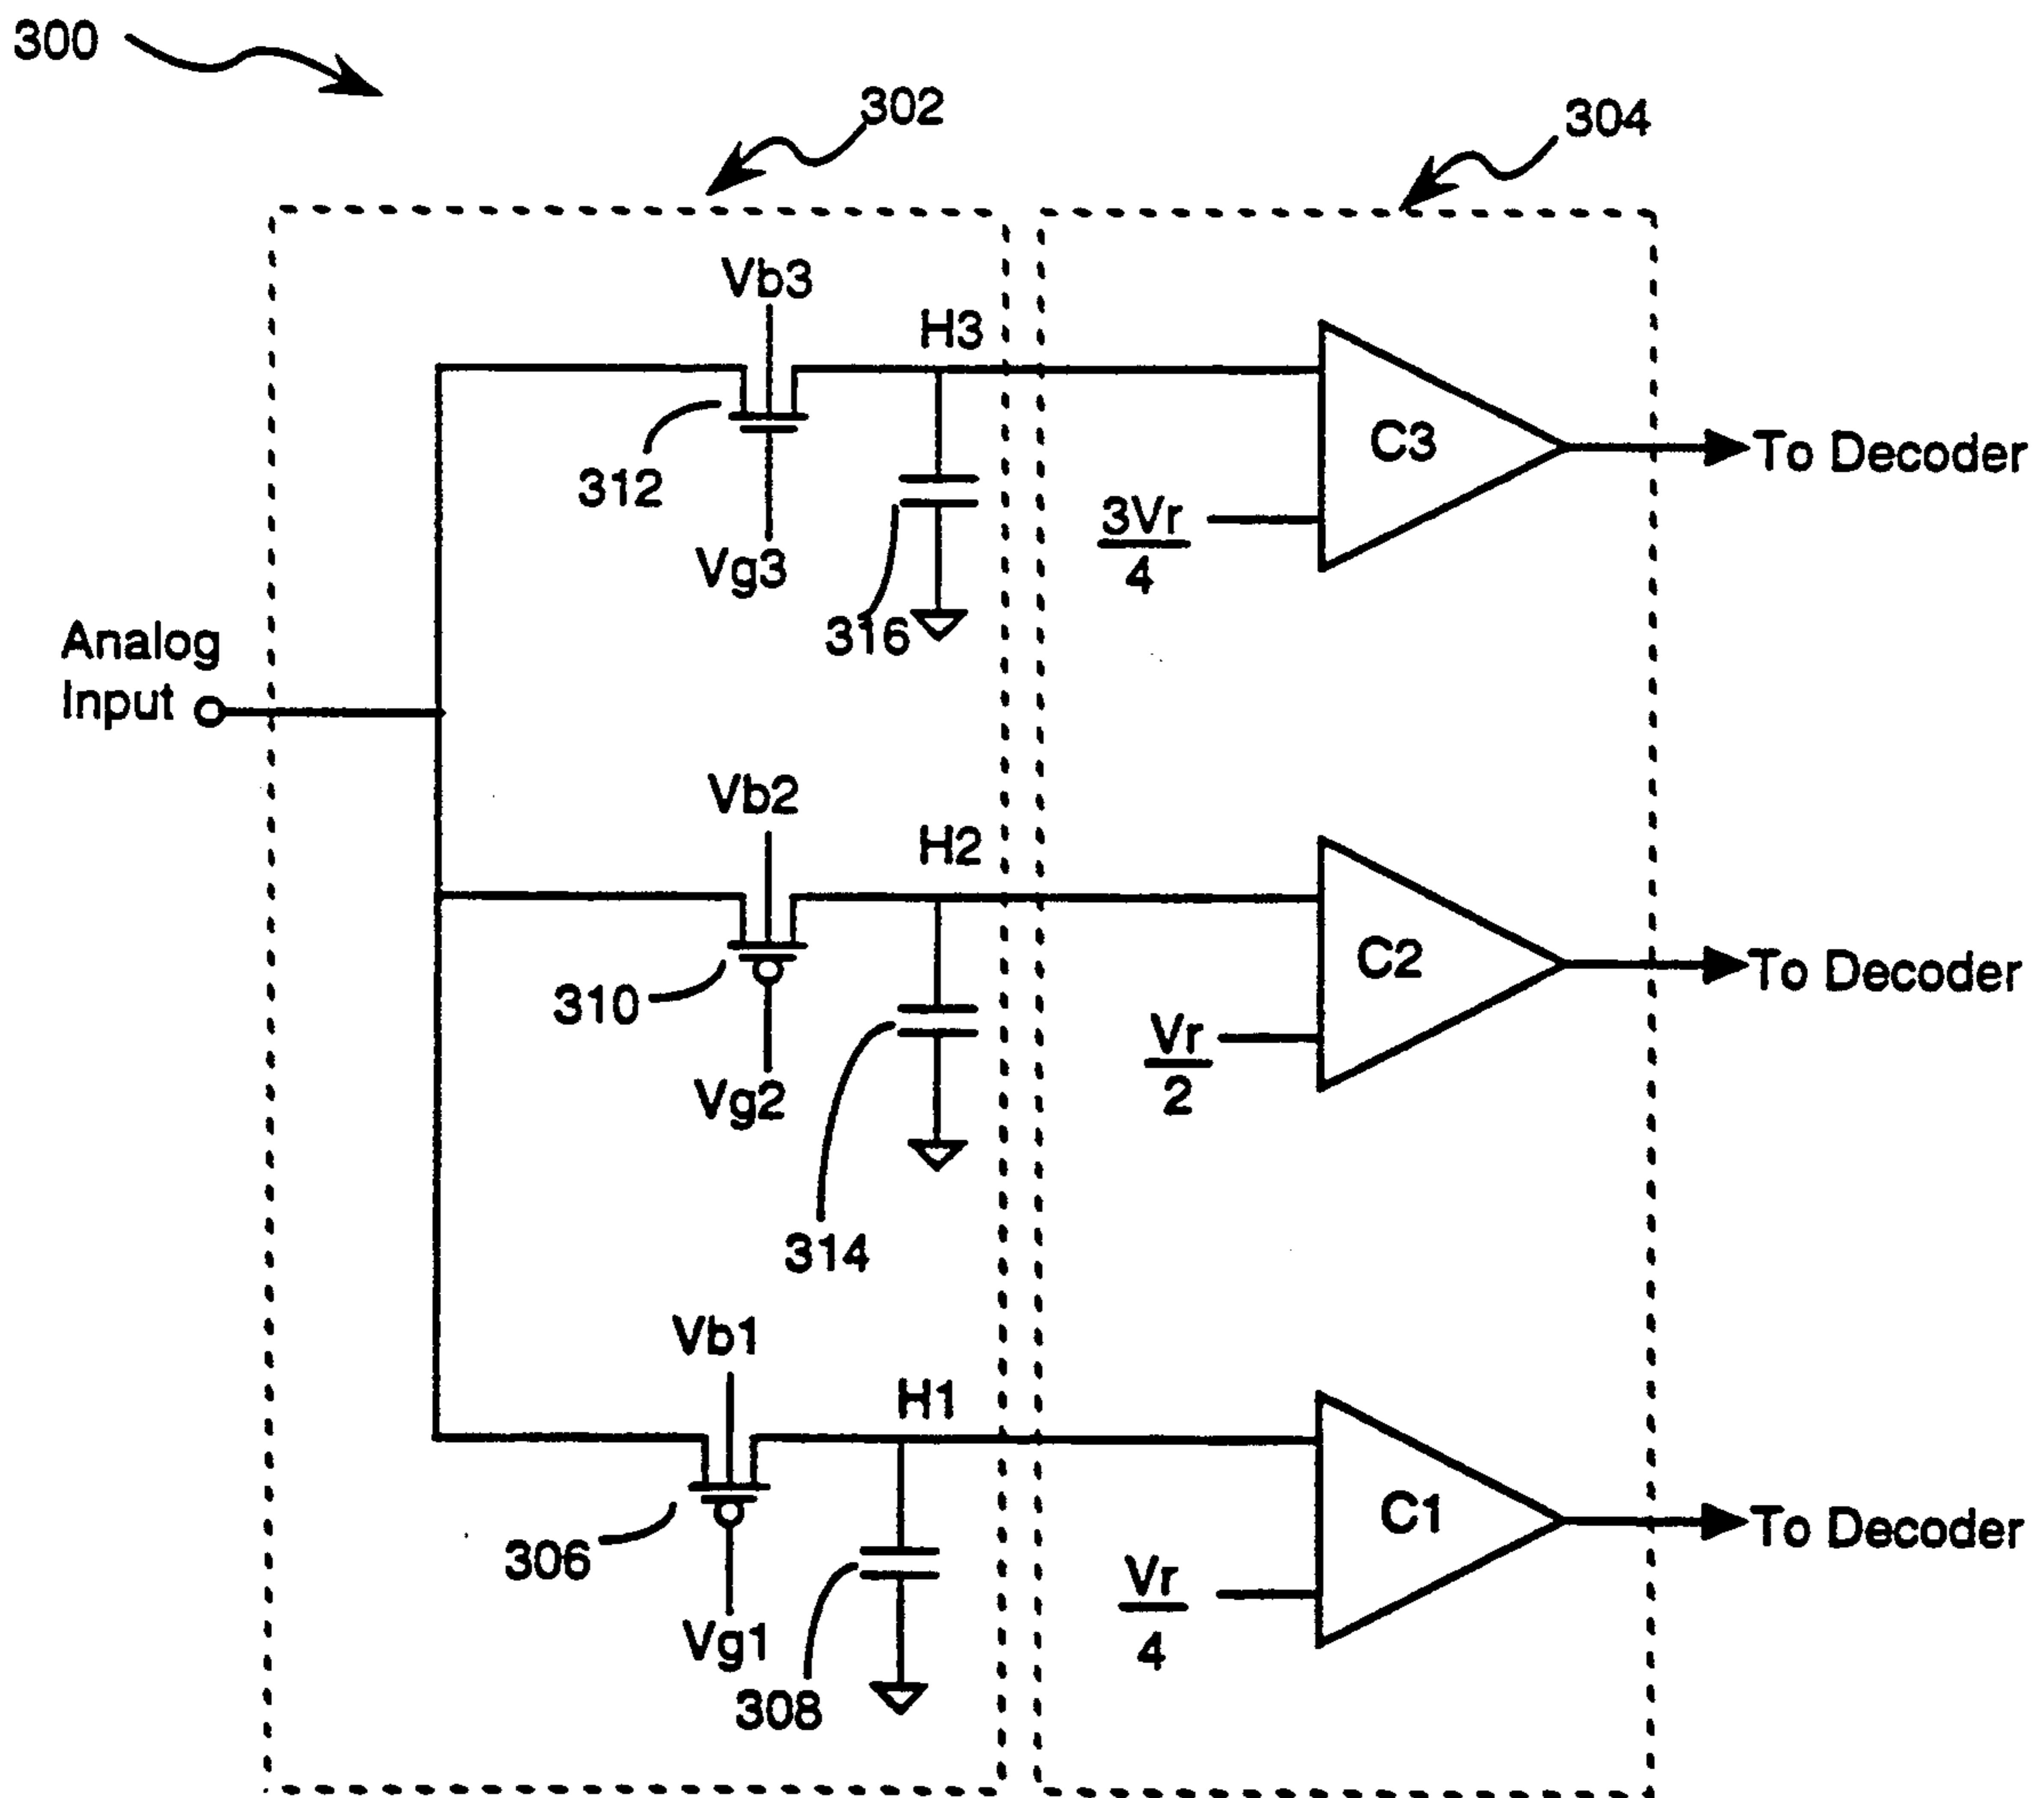 300
302
304
Vb3
H3
312
C3
To Decoder
3Vr
4
Vg3
316
Analog
Input
Vb2
H2
310
C2
To Decoder
Vr
2
Vg2
314
Vb1
H1
306
C1
To Decoder
Vr
4
Vg1
308